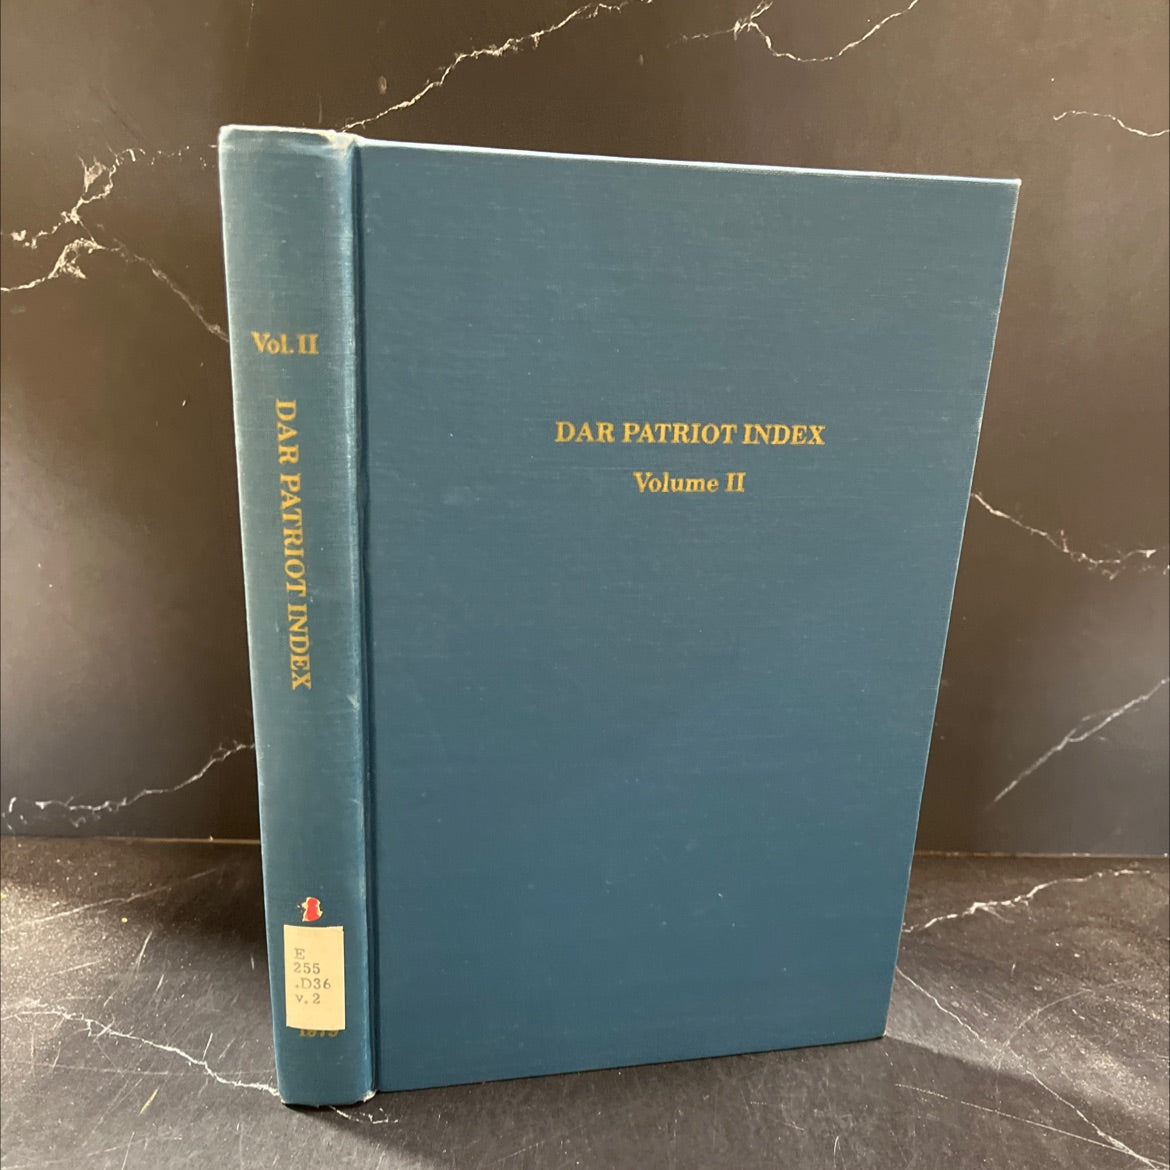 Vol. II
DAR PATRIOT INDEX
E
255
.D36
v.2
DAR PATRIOT INDEX
Volume II